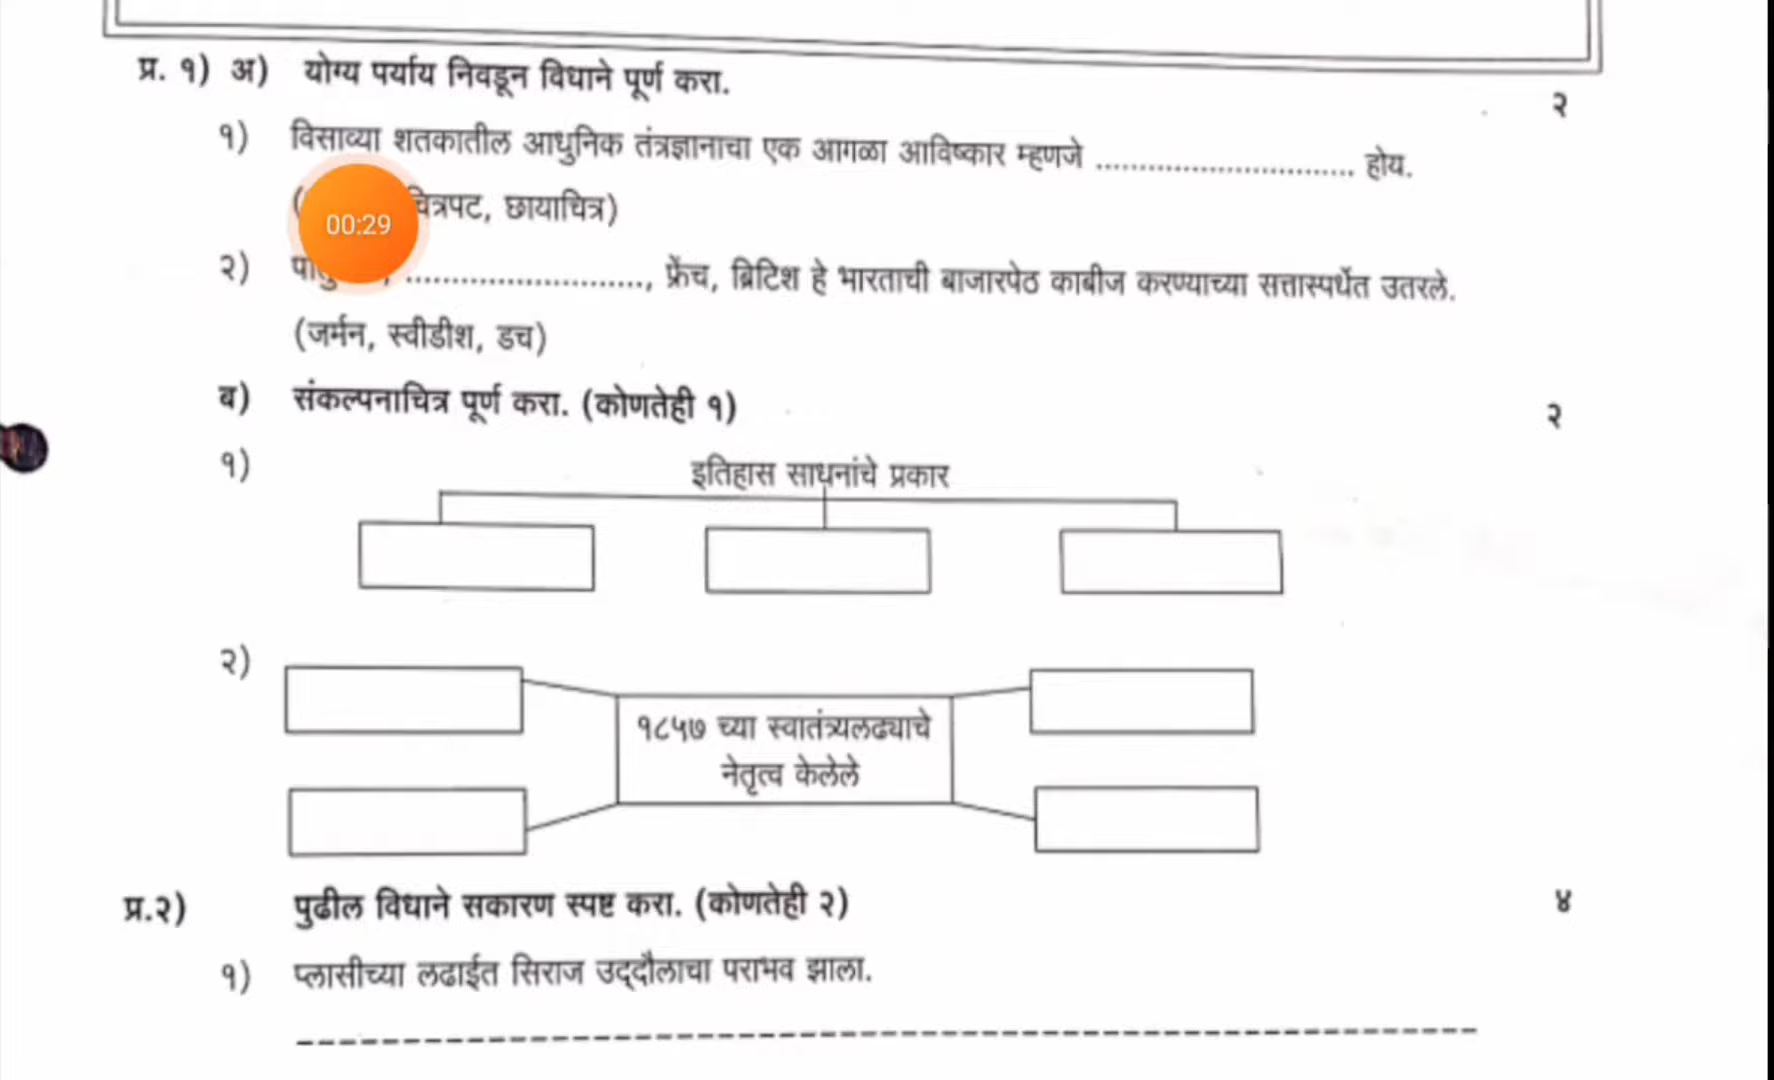 प्र. १) अ) योग्य पर्याय निवडून विधाने पूर्ण करा. २
१) विसाव्या शतकातील आधुनिक तंत्रज्ञानाचा एक आगळा आविष्कार म्हणजे ............................ होय.
( चित्रपट, छायाचित्र)
00:29
२) ........................., फ्रेंच, ब्रिटिश हे भारताची बाजारपेठ काबीज करण्याच्या सत्तास्पर्धेत उतरले.
(जर्मन, स्वीडीश, डच)
ब) संकल्पनाचित्र पूर्ण करा. (कोणतेही १) २
१) इतिहास साधनांचे प्रकार
२)
१८५७ च्या स्वातंत्र्यलढ्याचे
नेतृत्व केलेले
प्र.२) पुढील विधाने सकारण स्पष्ट करा. (कोणतेही २) ४
१) प्लासीच्या लढाईत सिराज उद्‌दौलाचा पराभव झाला.